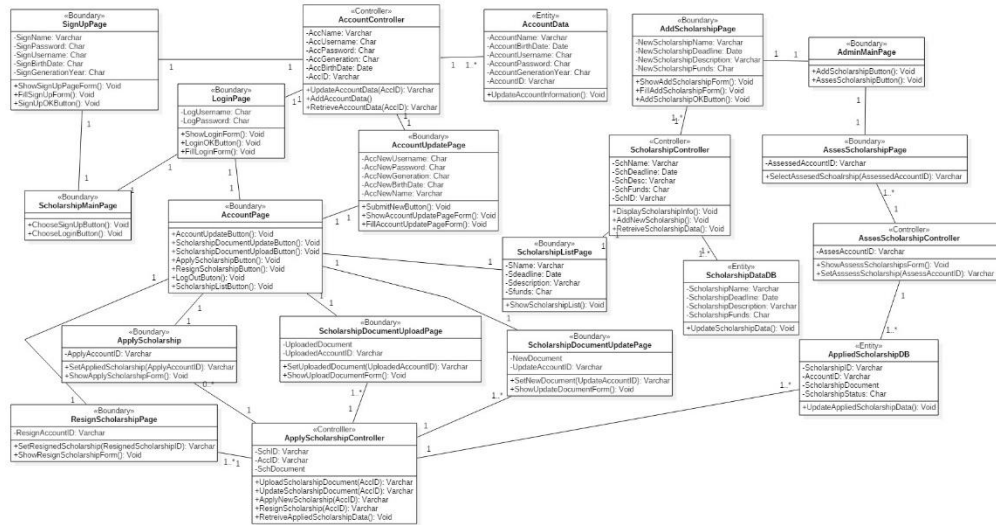 «Boundary»
SignUpPage
-SignName: Varchar
-SignPassword: Char
-SignUsername: Char
-SignBirthDate: Char
-SignGenerationYear: Char
+ShowSignUpPageForm(): Void
+FillSignUpForm(): Void
+SignUpOKButton(): Void
«Controller»
AccountController
-AccName: Varchar
-AccUsername: Char
-AccPassword: Char
-AccGeneration: Char
-AccBirthDate: Date
-AccID: Varchar
+UpdateAccountData(AccID): Varchar
+AddAccountData()
+RetrieveAccountData(AccID): Varchar
«Entity»
AccountData
-AccountName: Varchar
-AccountBirthDate: Date
-AccountUsername: Char
-AccountPassword: Char
-AccountGenerationYear: Char
-AccountID: Varchar
+UpdateAccountInformation(): Void
«Boundary»
AddScholarshipPage
-NewScholarshipName: Varchar
-NewScholarshipDeadline: Date
-NewScholarshipDescription: Varchar
-NewScholarshipFunds: Char
+ShowAddScholarshipForm(): Void
+FillAddScholarshipForm(): Void
+AddScholarshipOKButton(): Void
«Boundary»
AdminMainPage
+AddScholarshipButton(): Void
+AssesScholarshipButton(): Void
«Boundary»
LoginPage
-LogUsername: Char
-LogPassword: Char
+ShowLoginForm(): Void
+LoginOKButton(): Void
+FillLoginForm(): Void
«Boundary»
AccountUpdatePage
-AccNewUsername: Char
-AccNewPassword: Char
-AccNewGeneration: Char
-AccNewBirthDate: Char
-AccNewName: Varchar
+SubmitNewButton(): Void
+ShowAccountUpdatePageForm(): Void
+FillAccountUpdatePageForm(): Void
«Controller»
ScholarshipController
-SchName: Varchar
-SchDeadline: Date
-SchDesc: Varchar
-SchFunds: Char
-SchID: Varchar
+DisplayScholarshipInfo(): Void
+AddNewScholarship(): Void
+RetreiveScholarshipData(): Void
«Boundary»
AssesScholarshipPage
-AssessedAccountID: Varchar
+SelectAssesedSchoalrship(AssessedAccountID): Varchar
«Boundary»
ScholarshipMainPage
+ChooseSignUpButton(): Void
+ChooseLoginButton(): Void
«Boundary»
AccountPage
+AccountUpdateButton(): Void
+ScholarshipDocumentUpdateButton(): Void
+ScholarshipDocumentUploadButton(): Void
+ApplyScholarshipButton(): Void
+ResignScholarshipButton(): Void
+LogOutButton(): Void
+ScholarshipListButton(): Void
«Boundary»
ScholarshipListPage
-SName: Varchar
-Sdeadline: Date
-Sdescription: Varchar
-Sfunds: Char
+ShowScholarshipList(): Void
«Entity»
ScholarshipDataDB
-ScholarshipName: Varchar
-ScholarshipDeadline: Date
-ScholarshipDescription: Varchar
-ScholarshipFunds: Char
+UpdateScholarshipData(): Void
«Controller»
AssesScholarshipController
-AssesAccountID: Varchar
+ShowAssessScholarshipsForm(): Void
+SetAsssessScholarship(AssessAccountID): Varchar
«Boundary»
ApplyScholarship
-ApplyAccountID: Varchar
+SetAppliedScholarship(ApplyAccountID): Varchar
+ShowApplyScholarshipForm(): Void
«Boundary»
ScholarshipDocumentUploadPage
-UploadedDocument
-UploadedAccountID: Varchar
+SetUploadedDocument(UploadedAccountID): Varchar
+ShowUploadDocumentForm(): Void
«Boundary»
ScholarshipDocumentUpdatePage
-NewDocument
-UpdateAccountID: Varchar
+SetNewDocument(UpdateAccountID): Varchar
+ShowUpdateDocumentForm(): Void
«Entity»
AppliedScholarshipDB
-ScholarshipID: Varchar
-AccountID: Varchar
-ScholarshipDocument
-ScholarshipStatus: Char
+UpdateAppliedScholarshipData(): Void
«Boundary»
ResignScholarshipPage
-ResignAccountID: Varchar
+SetResignedScholarship(ResignedScholarshipID): Varchar
+ShowResignScholarshipForm(): Void
«Controlller»
ApplyScholarshipController
-SchID: Varchar
-AccID: Varchar
-SchDocument
+UploadScholarshipDocument(AccID): Varchar
+UpdateScholarshipDocument(AccID): Varchar
+ApplyNewScholarship(AccID): Varchar
+ResignScholarship(AccID): Varchar
+RetreiveAppliedScholarshipData(): Void